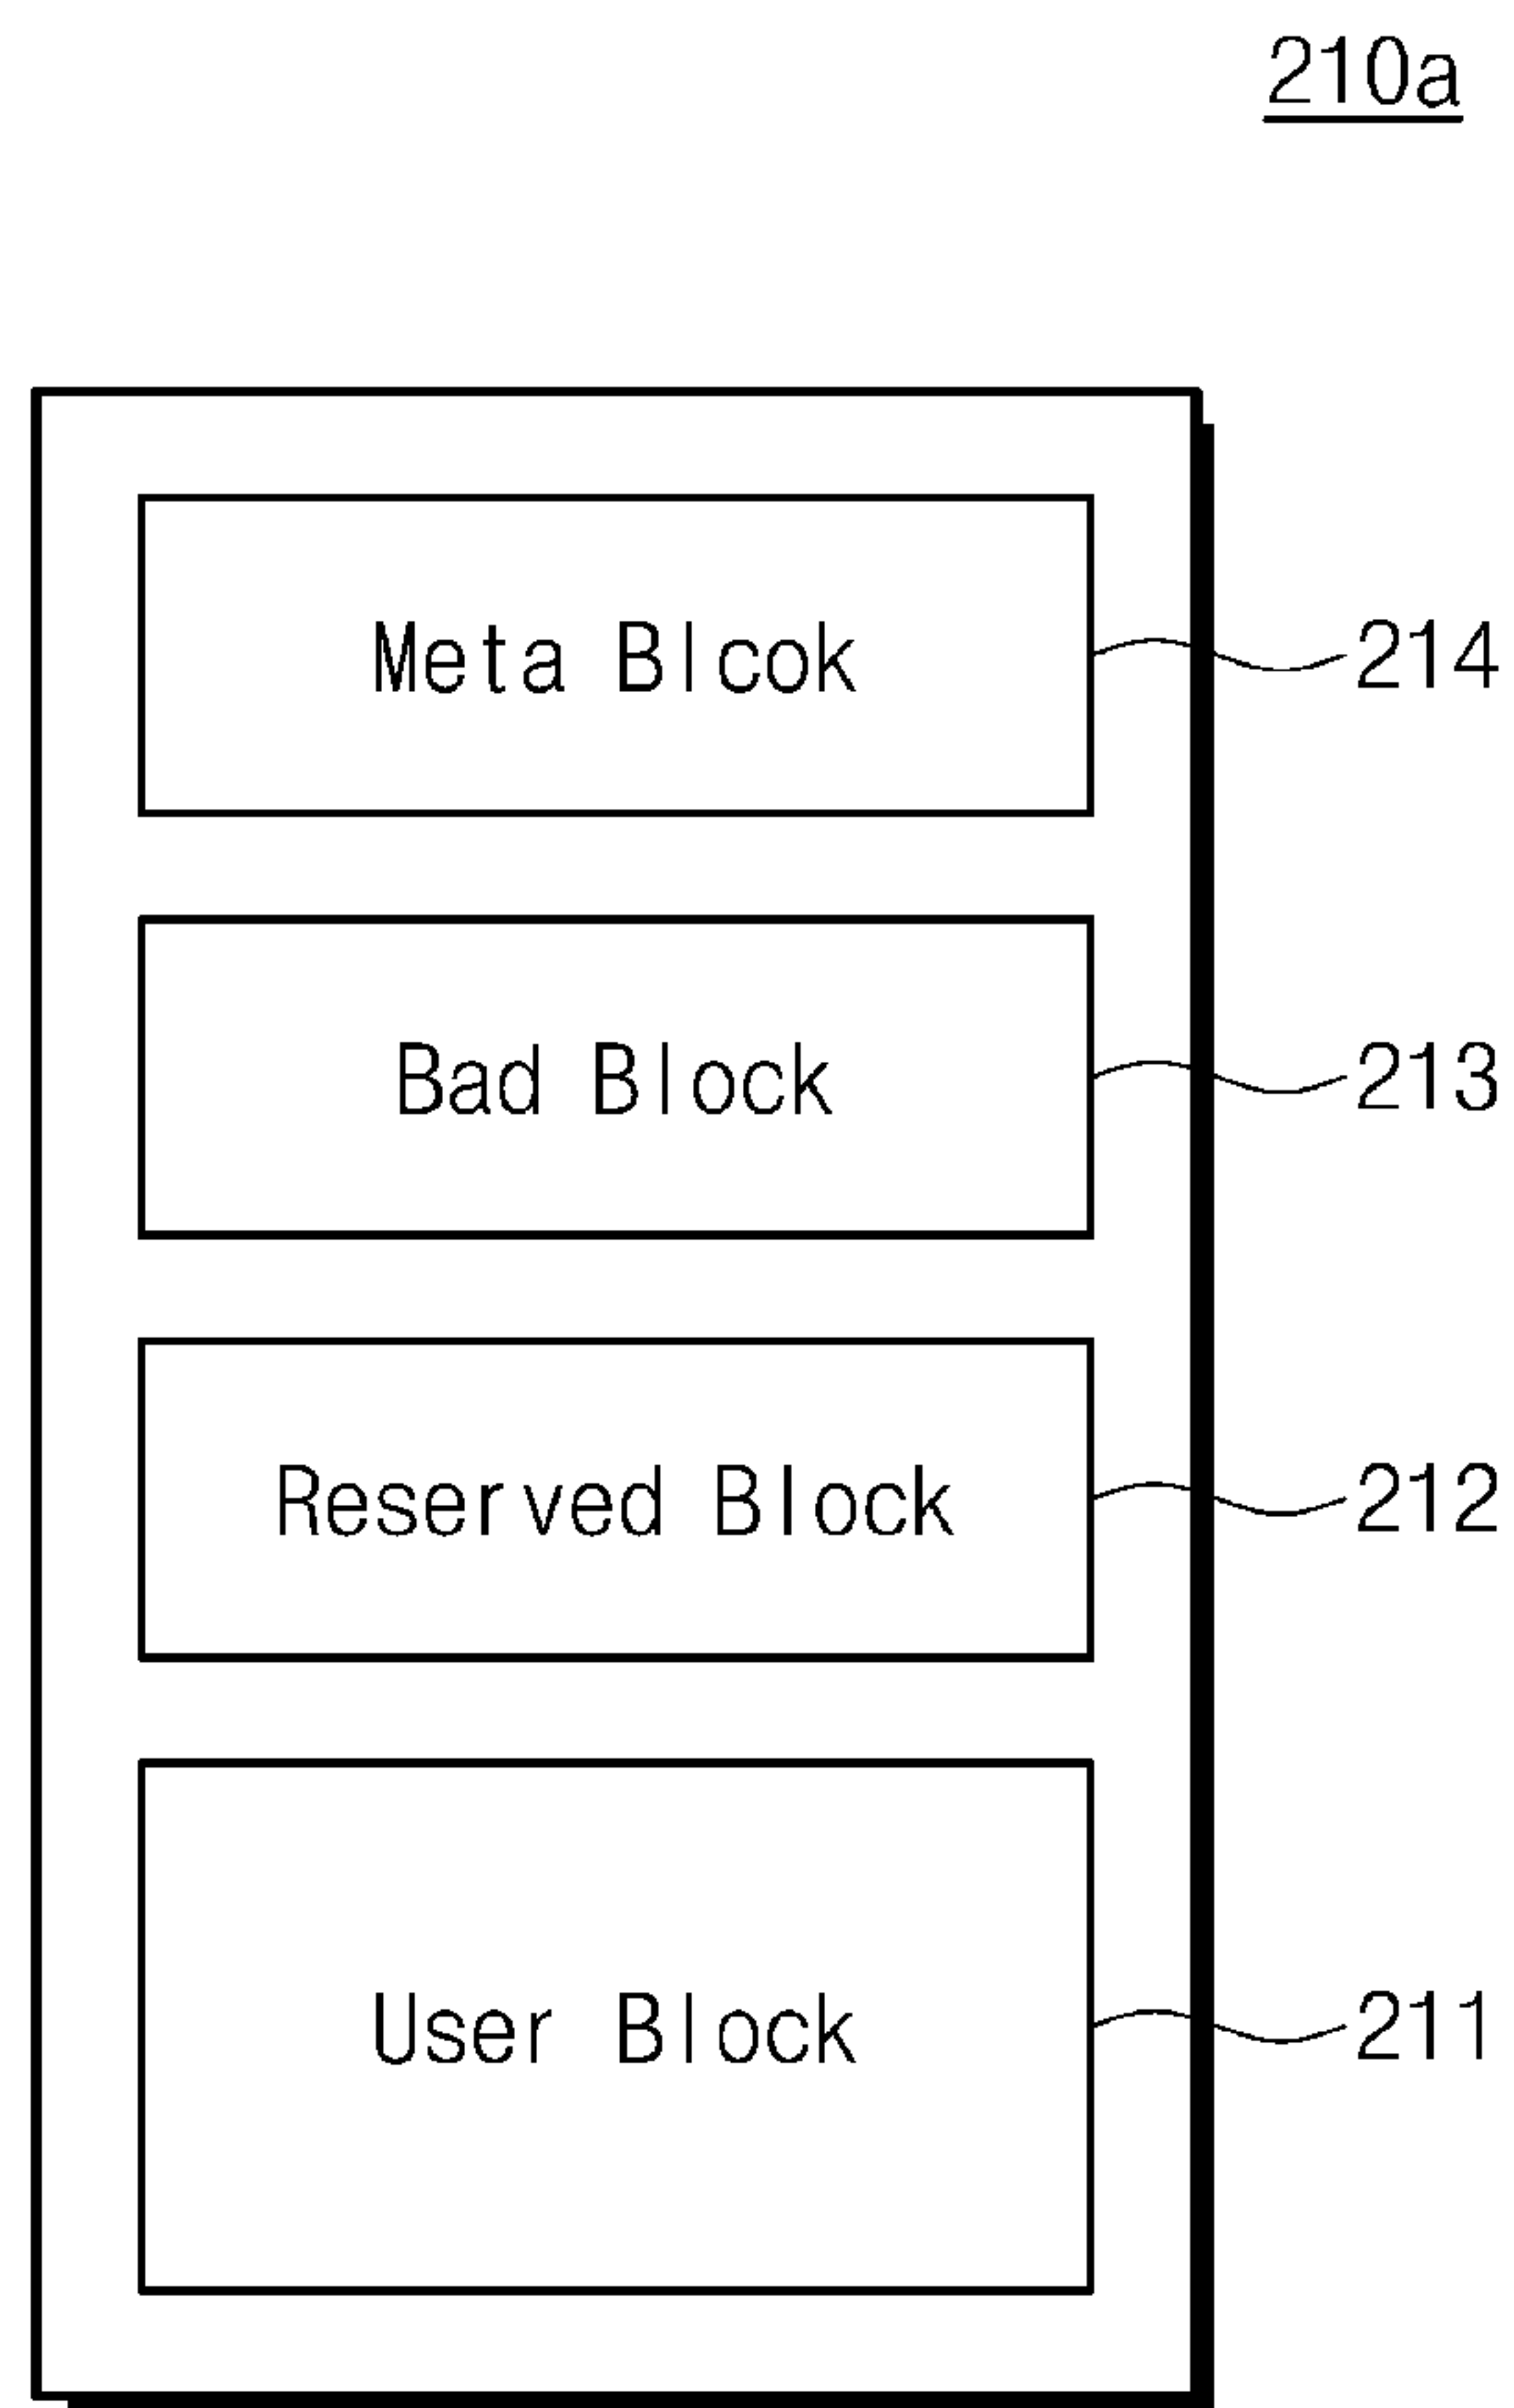 210a
Meta Blcok
214
Bad Block
213
Reserved Block
212
User Block
211